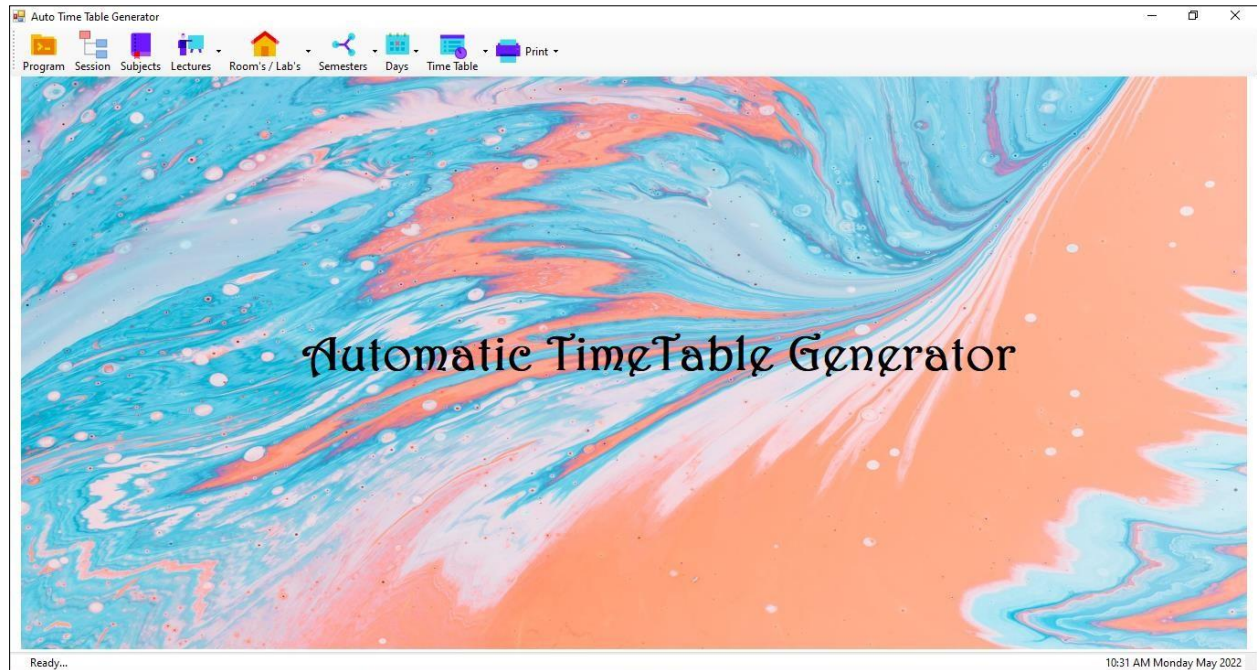 Auto Time Table Generator
Program Session Subjects Lectures Room's / Lab's Semesters Days Time Table Print
Automatic TimeTable Generator
Ready... 10:31 AM Monday May 2022